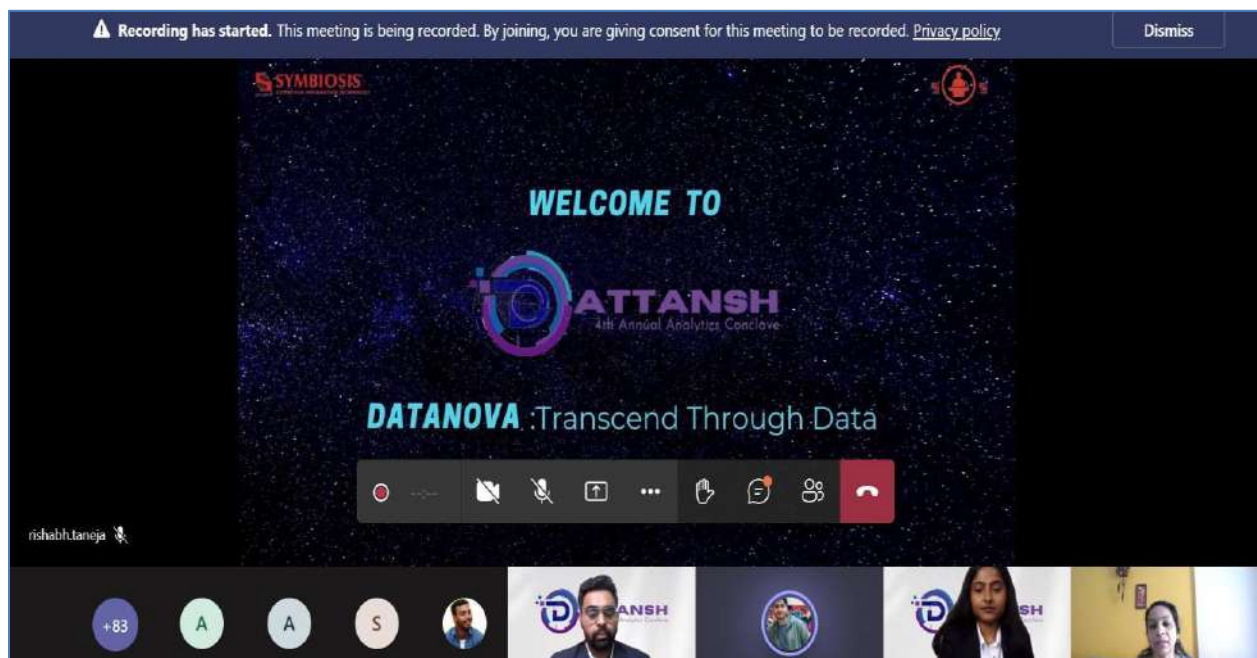 Recording has started. This meeting is being recorded. By joining, you are giving consent for this meeting to be recorded. Privacy policy
Dismiss
SYMBIOSIS
WELCOME TO
DATTANSH
4th Annual Analytics Conclave
DATANOVA :Transcend Through Data
--:--
rishabh.taneja
+83
A
A
S
D ANSH
D SH